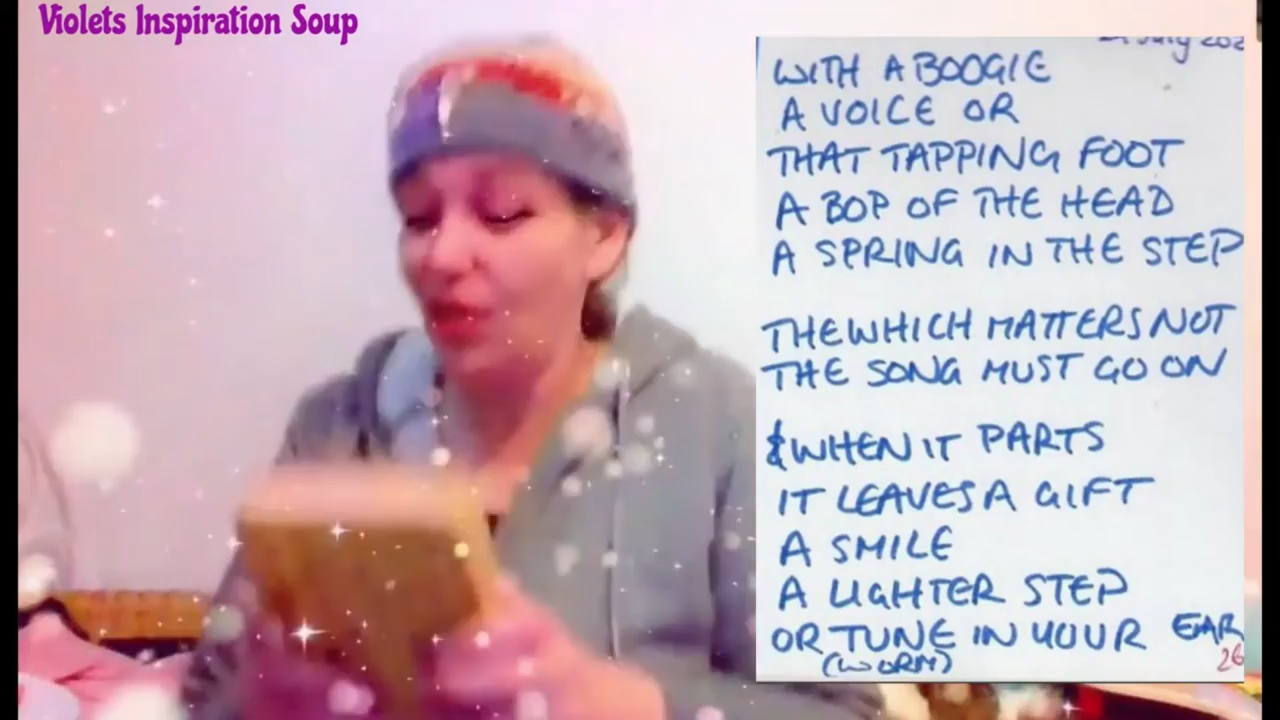 Violets Inspiration Soup
July 202
WITH A BOOGIE
A VOICE OR
THAT TAPPING FOOT
A BOP OF THE HEAD
A SPRING IN THE STEP
THE WHICH MATTERS NOT
THE SONG MUST GO ON
& WHEN IT PARTS
IT LEAVES A GIFT
A SMILE
A LIGHTER STEP
OR TUNE IN YOUR EAR
(WORM)
26